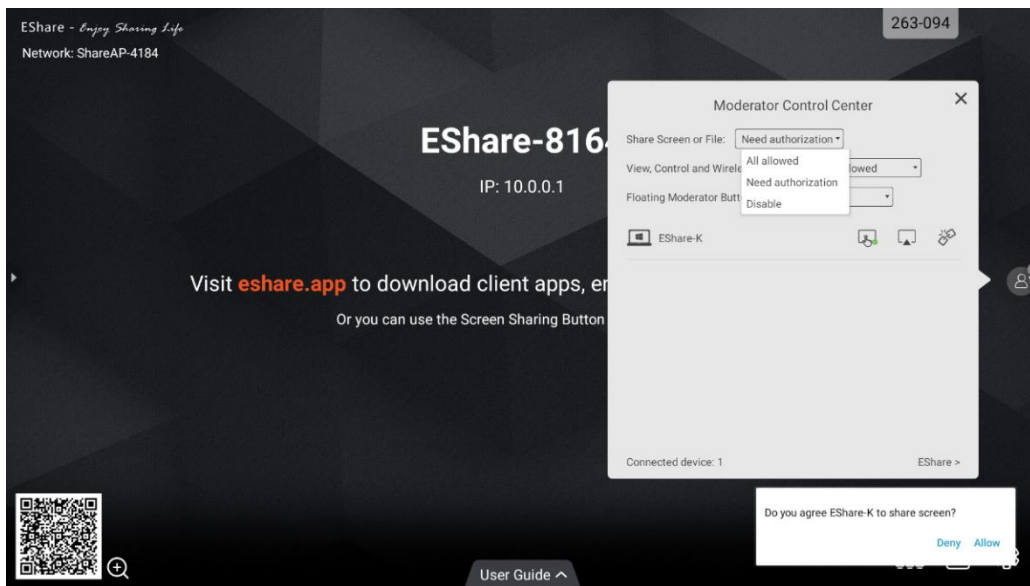 EShare - Enjoy Sharing Life
263-094
Network: ShareAP-4184
Moderator Control Center
Share Screen or File: Need authorization
All allowed
View, Control and Wirele
lowed
Need authorization
Floating Moderator Butt
Disable
EShare-K
EShare-816
IP: 10.0.0.1
Visit eshare.app to download client apps, er
Or you can use the Screen Sharing Button
Connected device: 1
EShare >
Do you agree EShare-K to share screen?
Deny Allow
User Guide